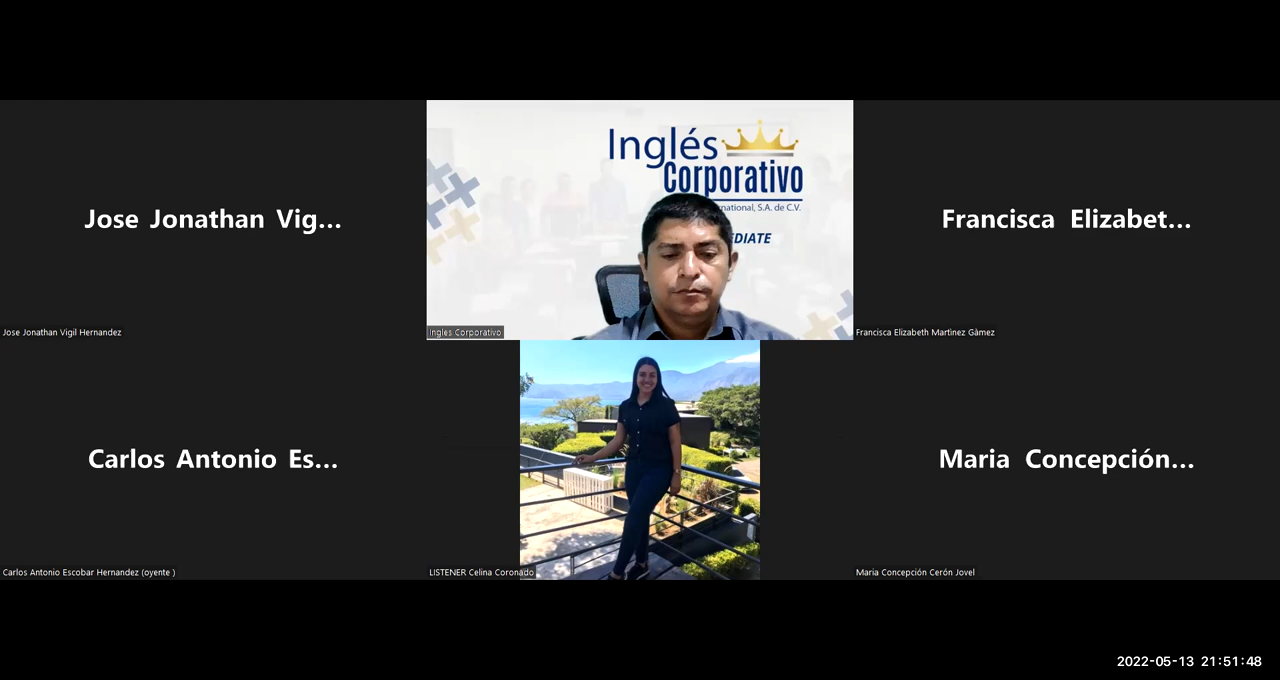 Jose Jonathan Vig...
Jose Jonathan Vigil Hernandez
Inglés
Corporativo
national, S.A. de C.V.
EDIATE
Ingles Corporativo
Francisca Elizabet...
Francisca Elizabeth Martinez Gàmez
Carlos Antonio Es...
Carlos Antonio Escobar Hernandez (oyente )
LISTENER Celina Coronado
Maria Concepción...
Maria Concepción Cerón Jovel
2022-05-13 21:51:48